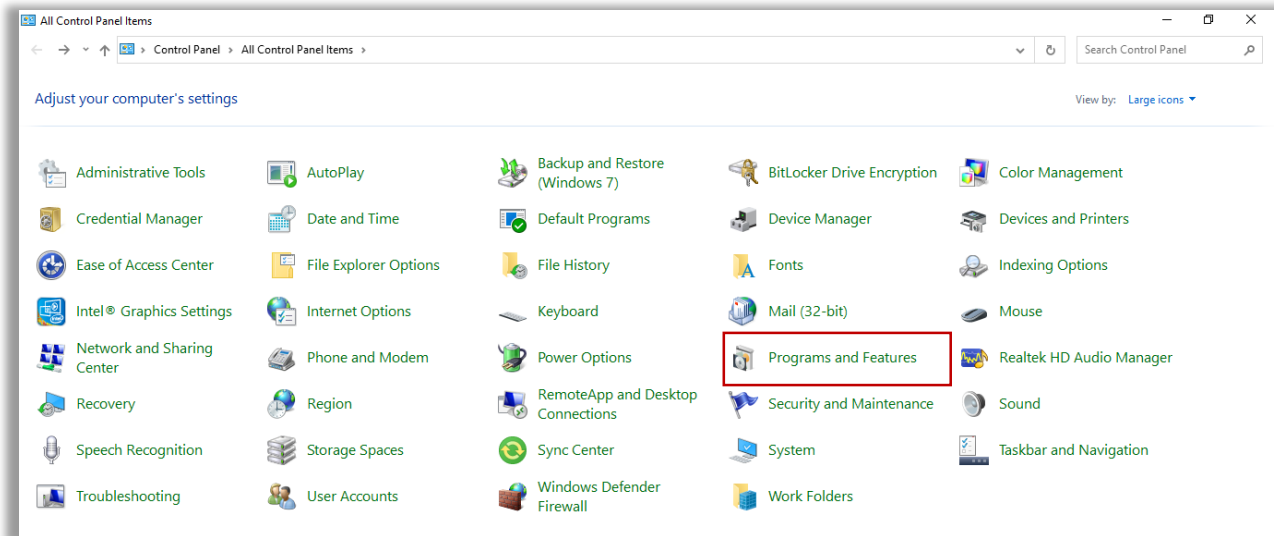 All Control Panel Items
Control Panel > All Control Panel Items >
Search Control Panel
Adjust your computer's settings
View by: Large icons
Administrative Tools
AutoPlay
Backup and Restore
(Windows 7)
BitLocker Drive Encryption
Color Management
Credential Manager
Date and Time
Default Programs
Device Manager
Devices and Printers
Ease of Access Center
File Explorer Options
File History
Fonts
Indexing Options
Intel® Graphics Settings
Internet Options
Keyboard
Mail (32-bit)
Mouse
Network and Sharing
Center
Phone and Modem
Power Options
Programs and Features
Realtek HD Audio Manager
Recovery
Region
RemoteApp and Desktop
Connections
Security and Maintenance
Sound
Speech Recognition
Storage Spaces
Sync Center
System
Taskbar and Navigation
Troubleshooting
User Accounts
Windows Defender
Firewall
Work Folders